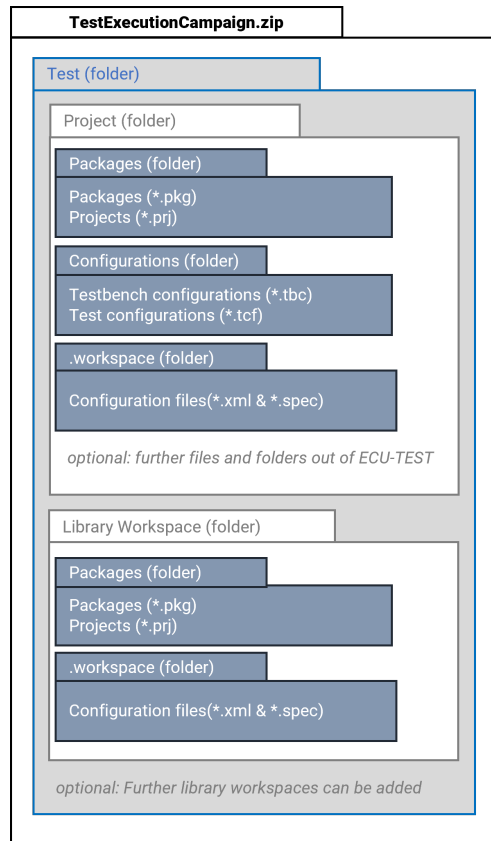 TestExecutionCampaign.zip
Test (folder)
Project (folder)
Packages (folder)
Packages (*.pkg)
Projects (*.prj)
Configurations (folder)
Testbench configurations (*.tbc)
Test configurations (*.tcf)
.workspace (folder)
Configuration files(*.xml & *.spec)
optional: further files and folders out of ECU-TEST
Library Workspace (folder)
Packages (folder)
Packages (*.pkg)
Projects (*.prj)
.workspace (folder)
Configuration files(*.xml & *.spec)
optional: Further library workspaces can be added